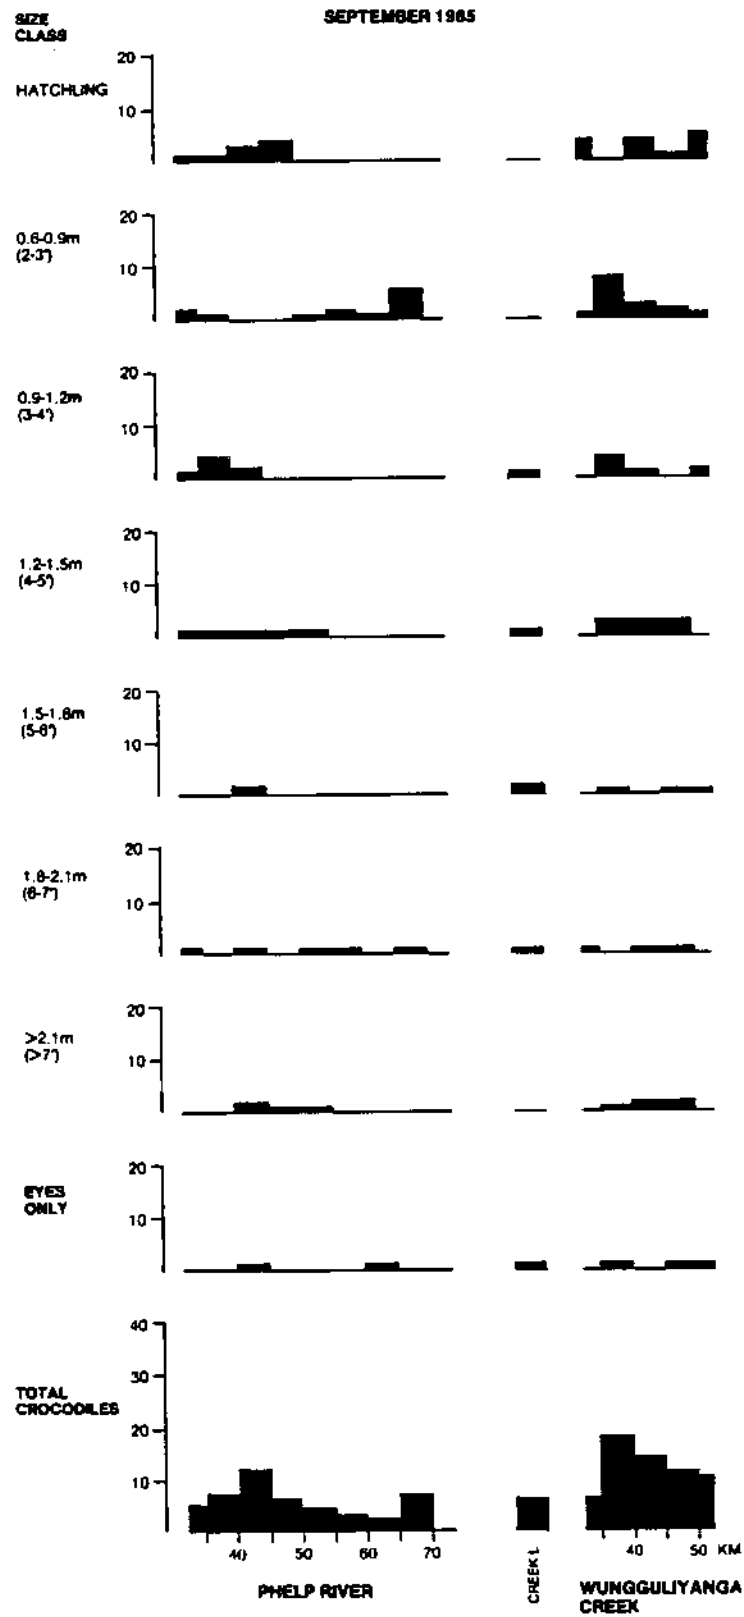 SIZE
CLASS
SEPTEMBER 1985
HATCHLING
20
10
0.6-0.9m
(2-3')
20
10
0.9-1.2m
(3-4')
20
10
1.2-1.5m
(4-5')
20
10
1.5-1.8m
(5-6')
20
10
1.8-2.1m
(6-7')
20
10
>2.1m
(>7')
20
10
EYES
ONLY
20
10
TOTAL
CROCODILES
40
30
20
10
40 50 60 70
40 50 KM
PHELP RIVER
CREEK L
WUNGGULIYANGA
CREEK